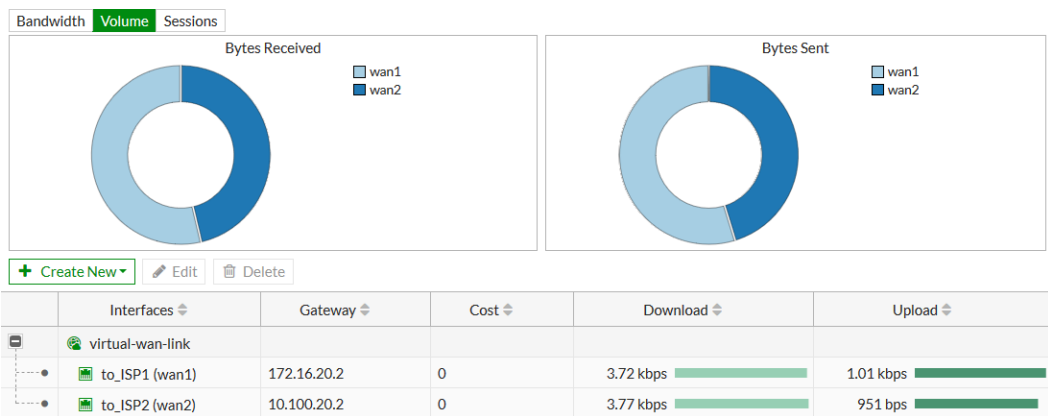 Bandwidth Volume Sessions
Bytes Received
wan1
wan2
Bytes Sent
wan1
wan2
+ Create New Edit Delete
Interfaces Gateway Cost Download Upload
virtual-wan-link
to_ISP1 (wan1) 172.16.20.2 0 3.72 kbps 1.01 kbps
to_ISP2 (wan2) 10.100.20.2 0 3.77 kbps 951 bps